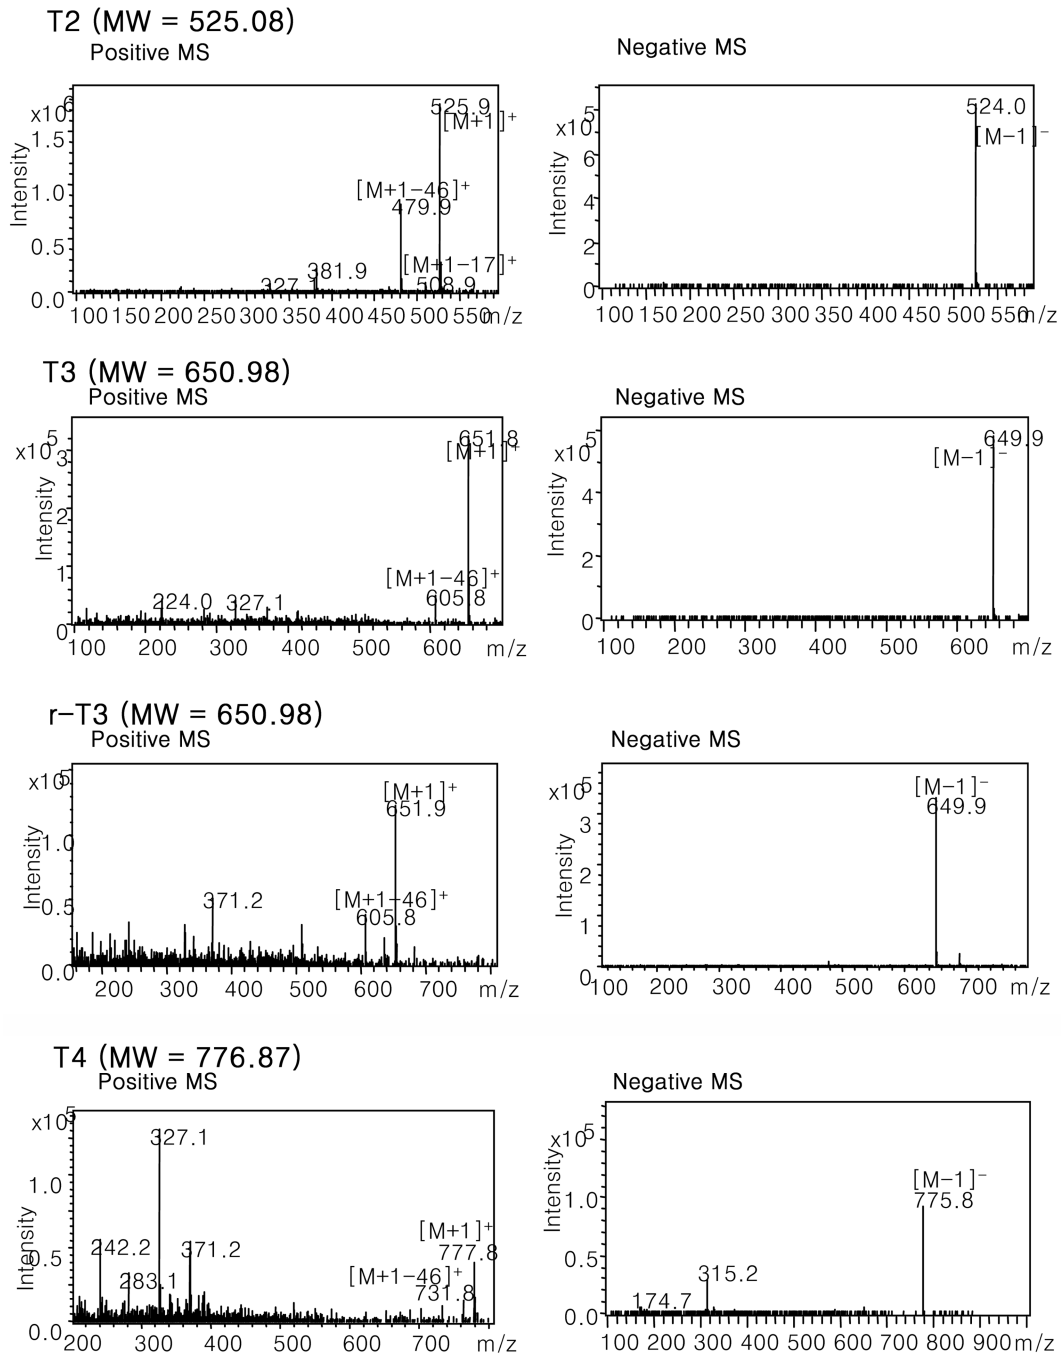 T2 (MW = 525.08)
Positive MS
Negative MS
x10 6
1.5
1.0
0.5
0.0
Intensity
525.9
[M+1]+
[M+1-46]+
479.9
381.9
[M+1-17]+
327.1
508.9
100 150 200 250 300 350 400 450 500 550 m/z
x10 5
6
4
2
0
Intensity
524.0
[M-1]-
100 150 200 250 300 350 400 450 500 550 m/z
T3 (MW = 650.98)
Positive MS
Negative MS
x10 5
3
2
1
0
Intensity
651.8
[M+1]+
[M+1-46]+
605.8
224.0
327.1
100 200 300 400 500 600 m/z
x10 5
4
2
0
Intensity
649.9
[M-1]-
100 200 300 400 500 600 m/z
r-T3 (MW = 650.98)
Positive MS
Negative MS
x10 5
1.0
0.5
0.0
Intensity
[M+1]+
651.9
371.2
[M+1-46]+
605.8
200 300 400 500 600 700 m/z
x10 5
3
2
1
0
Intensity
[M-1]-
649.9
100 200 300 400 500 600 700 m/z
T4 (MW = 776.87)
Positive MS
Negative MS
x10 5
1.0
0.5
0.0
Intensity
327.1
242.2
283.1
371.2
[M+1]+
777.8
[M+1-46]+
731.8
200 300 400 500 600 700 m/z
x10 5
1.0
0.5
0.0
Intensity
[M-1]-
775.8
315.2
174.7
100 200 300 400 500 600 700 800 900 m/z